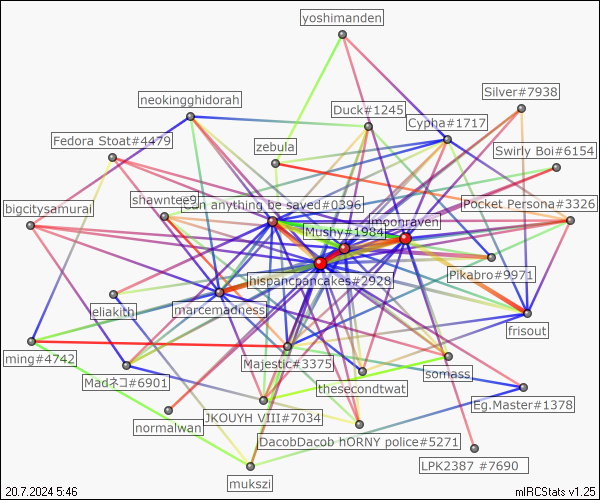 yoshimanden
Silver#7938
neokingghidorah
Duck#1245
Cypha#1717
Fedora Stoat#4479
zebula
Swirly Boi#6154
shawntee9
can anything be saved#0396
Pocket Persona#3326
bigcitysamurai
Mushy#1984
moonraven
Pikabro#9971
hispancpancakes#2928
eliakith
marcemadness
frisout
ming#4742
Majestic#3375
somass
Madネコ#6901
thesecondtwat
Eg.Master#1378
JKOUYH VIII#7034
normalwan
DacobDacob hORNY police#5271
LPK2387 #7690
mukszi
20.7.2024 5:46
mIRCStats v1.25